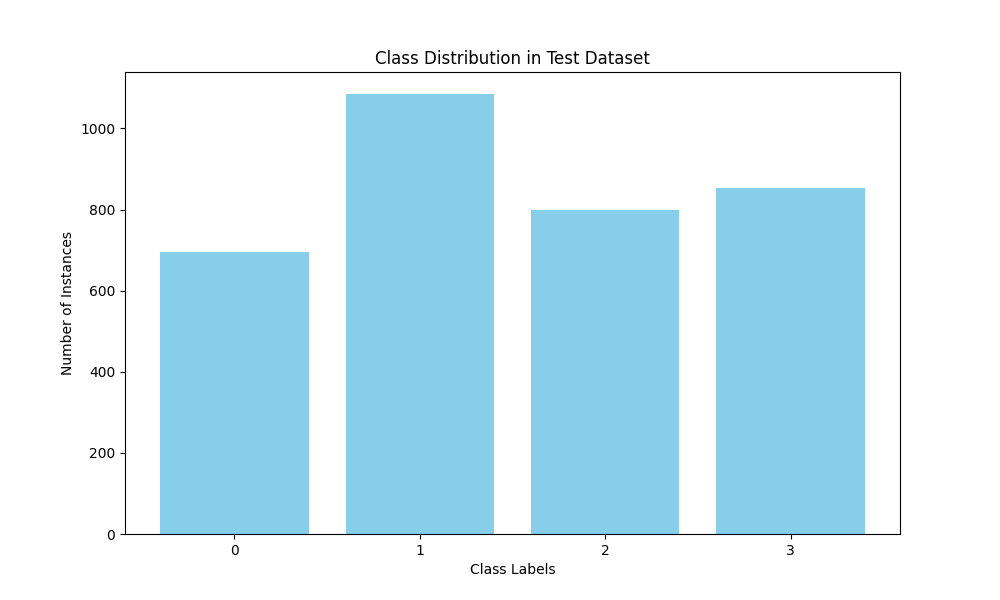 Class Distribution in Test Dataset
Number of Instances
1000
800
600
400
200
0
0 1 2 3
Class Labels